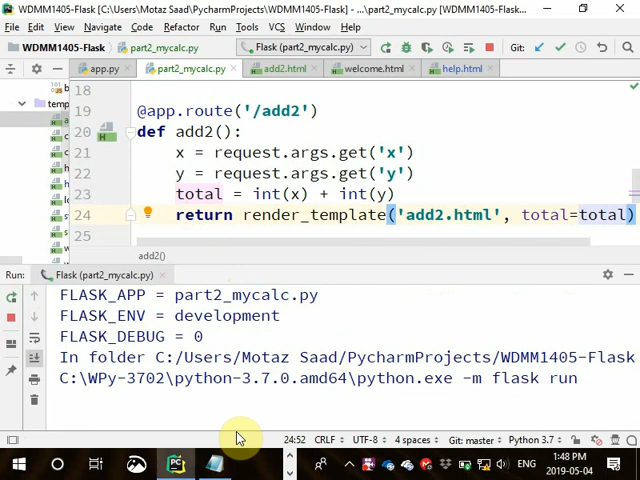 WDMM1405-Flask [C:\Users\Motaz Saad\PycharmProjects\WDMM1405-Flask] - ...\part2_mycalc.py [WDMM1405-Flask...
File Edit View Navigate Code Refactor Run Tools VCS Window Help
WDMM1405-Flask part2_mycalc.py Flask (part2_mycalc.py) Git:
app.py part2_mycalc.py add2.html welcome.html help.html
18
19 @app.route('/add2')
20 def add2():
21 x = request.args.get('x')
22 y = request.args.get('y')
23 total = int(x) + int(y)
24 return render_template('add2.html', total=total)
25
add2()
Run: Flask (part2_mycalc.py)
FLASK_APP = part2_mycalc.py
FLASK_ENV = development
FLASK_DEBUG = 0
In folder C:/Users/Motaz Saad/PycharmProjects/WDMM1405-Flask
C:\WPy-3702\python-3.7.0.amd64\python.exe -m flask run
24:52 CRLF UTF-8 4 spaces Git: master Python 3.7
ENG 1:48 PM
2019-05-04